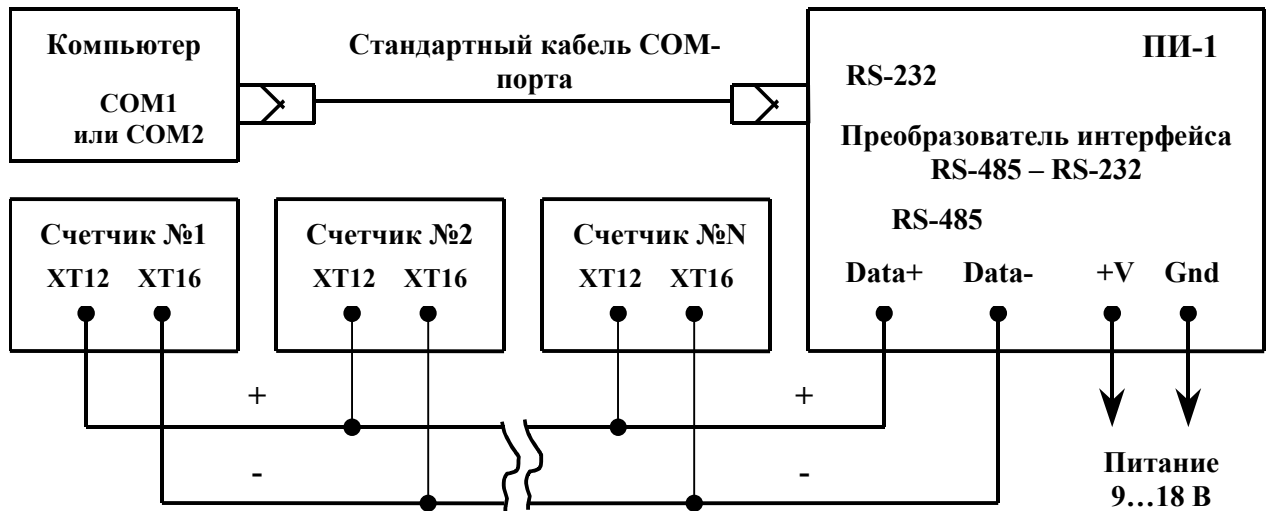 Компьютер
COM1
или COM2
Стандартный кабель COM-
порта
ПИ-1
RS-232
Преобразователь интерфейса
RS-485 – RS-232
RS-485
Data+ Data- +V Gnd
Счетчик №1
XT12 XT16
Счетчик №2
XT12 XT16
Счетчик №N
XT12 XT16
+
+
-
-
Питание
9…18 В